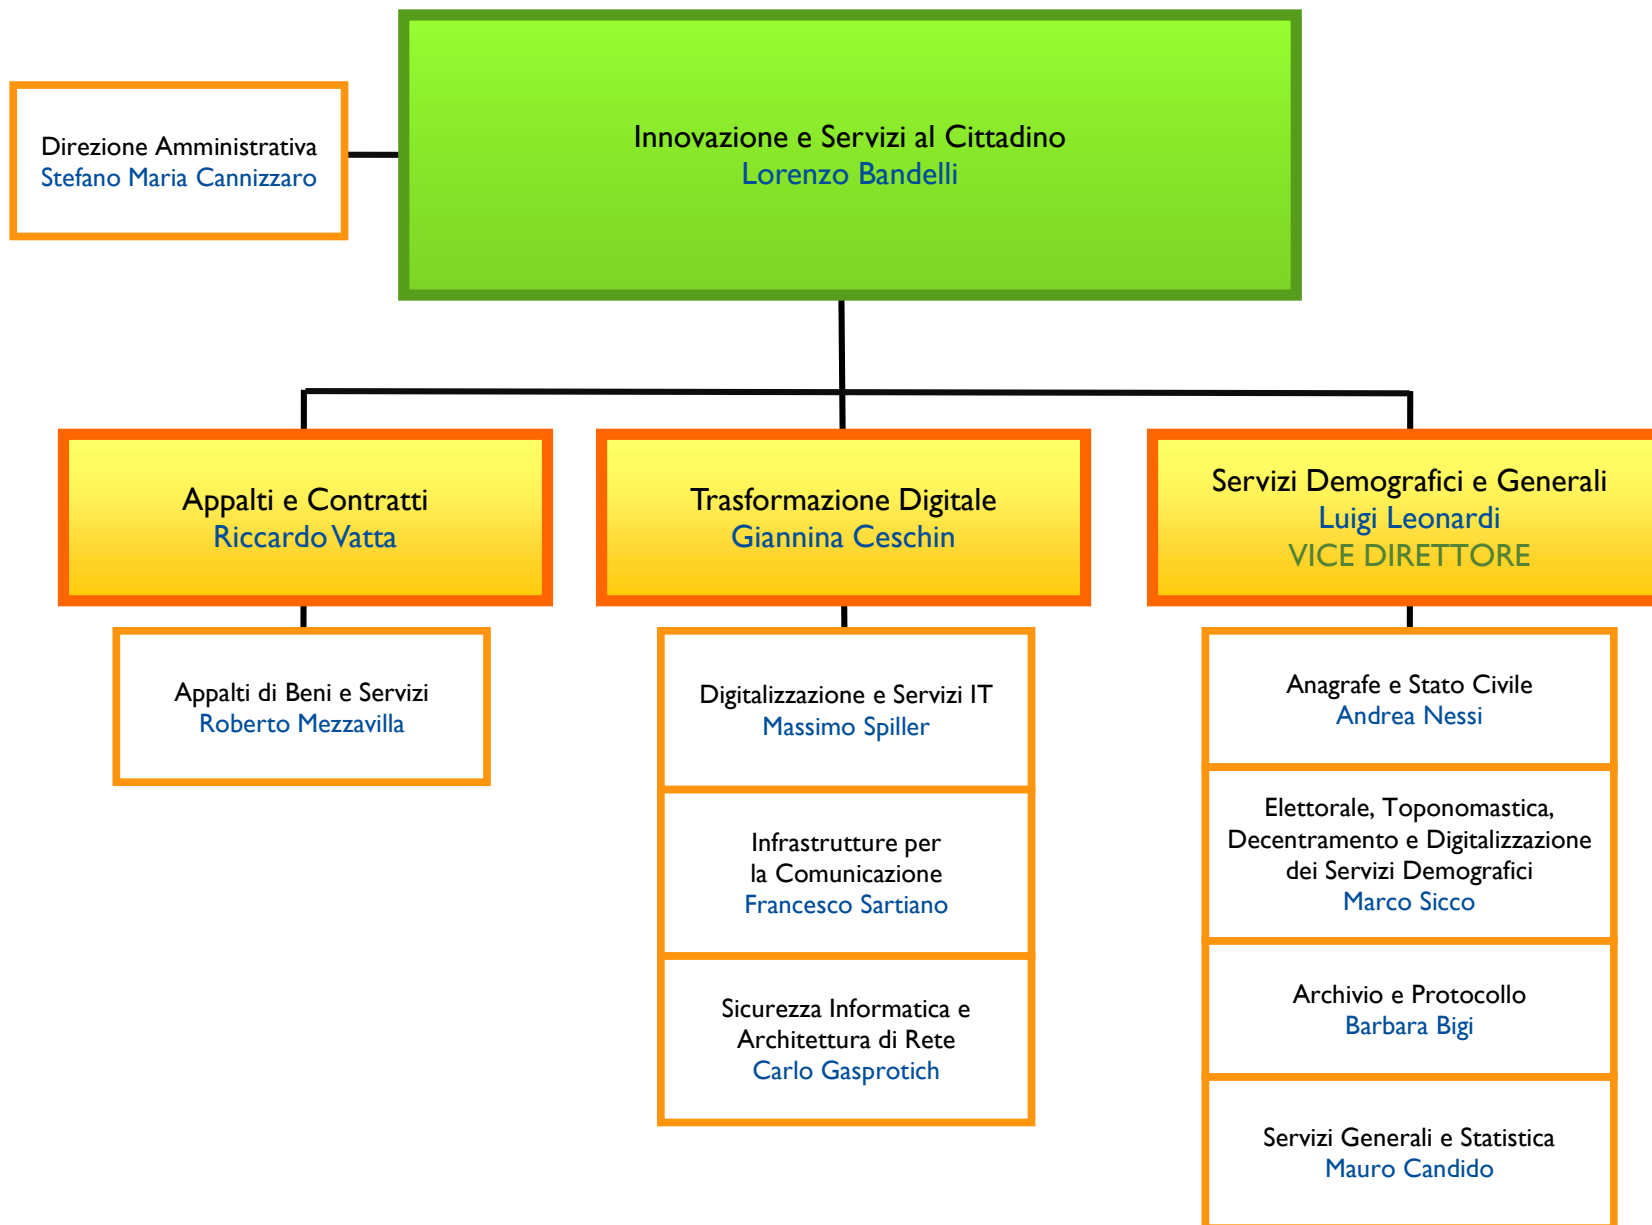 Innovazione e Servizi al Cittadino
Lorenzo Bandelli
Direzione Amministrativa
Stefano Maria Cannizzaro
Appalti e Contratti
Riccardo Vatta
Trasformazione Digitale
Giannina Ceschin
Servizi Demografici e Generali
Luigi Leonardi
VICE DIRETTORE
Appalti di Beni e Servizi
Roberto Mezzavilla
Digitalizzazione e Servizi IT
Massimo Spiller
Infrastrutture per
la Comunicazione
Francesco Sartiano
Sicurezza Informatica e
Architettura di Rete
Carlo Gasprotich
Anagrafe e Stato Civile
Andrea Nessi
Elettorale, Toponomastica,
Decentramento e Digitalizzazione
dei Servizi Demografici
Marco Sicco
Archivio e Protocollo
Barbara Bigi
Servizi Generali e Statistica
Mauro Candido